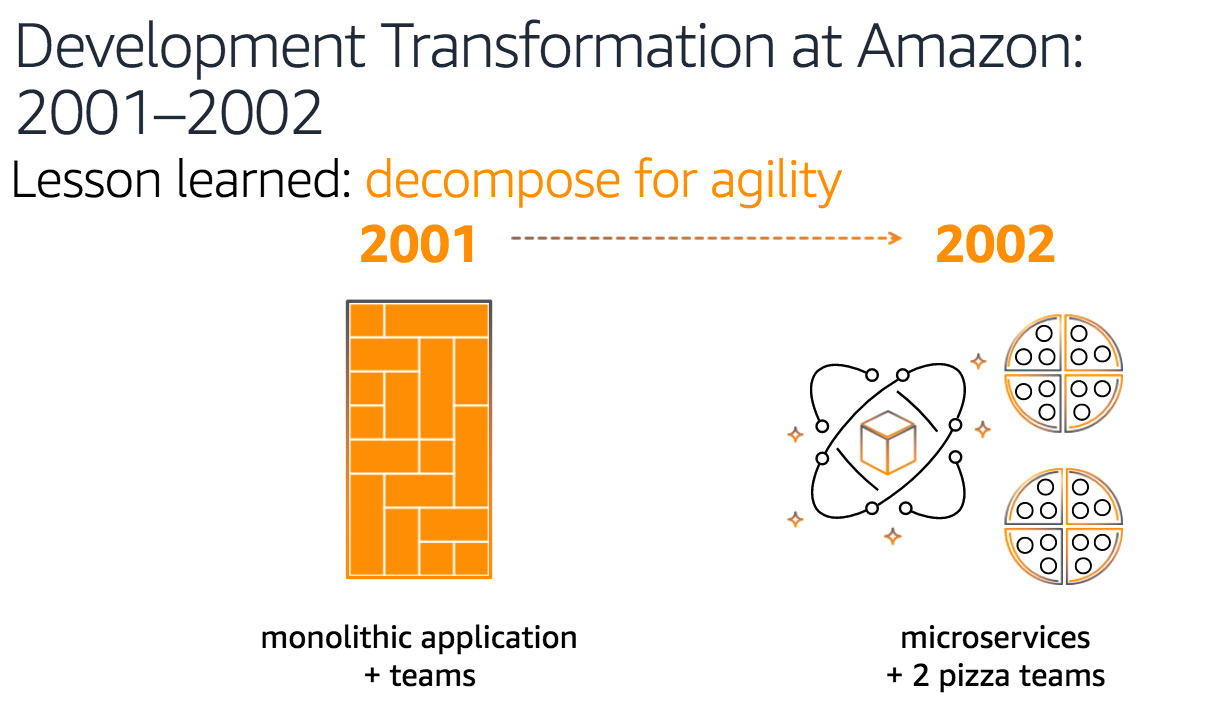 Development Transformation at Amazon:
2001–2002
Lesson learned: decompose for agility
2001
2002
monolithic application
+ teams
microservices
+ 2 pizza teams